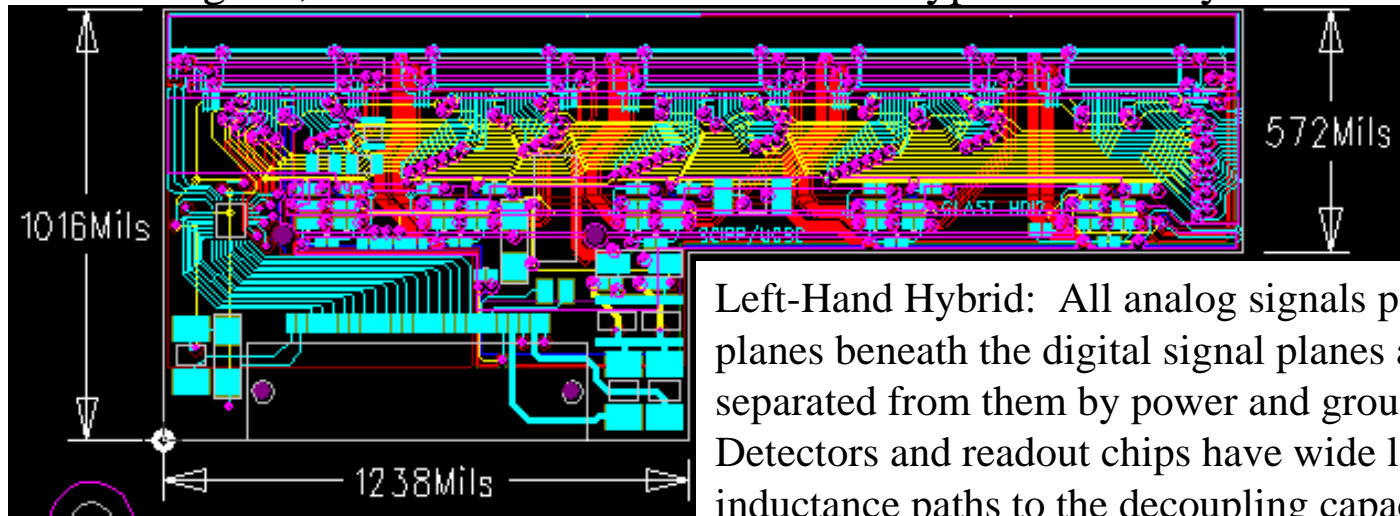 1016Mils
572Mils
GLAST HDI2
SCIPP/UCSC
1238Mils
Left-Hand Hybrid: All analog signals p
planes beneath the digital signal planes a
separated from them by power and grou
Detectors and readout chips have wide l
inductance paths to the decoupling capa